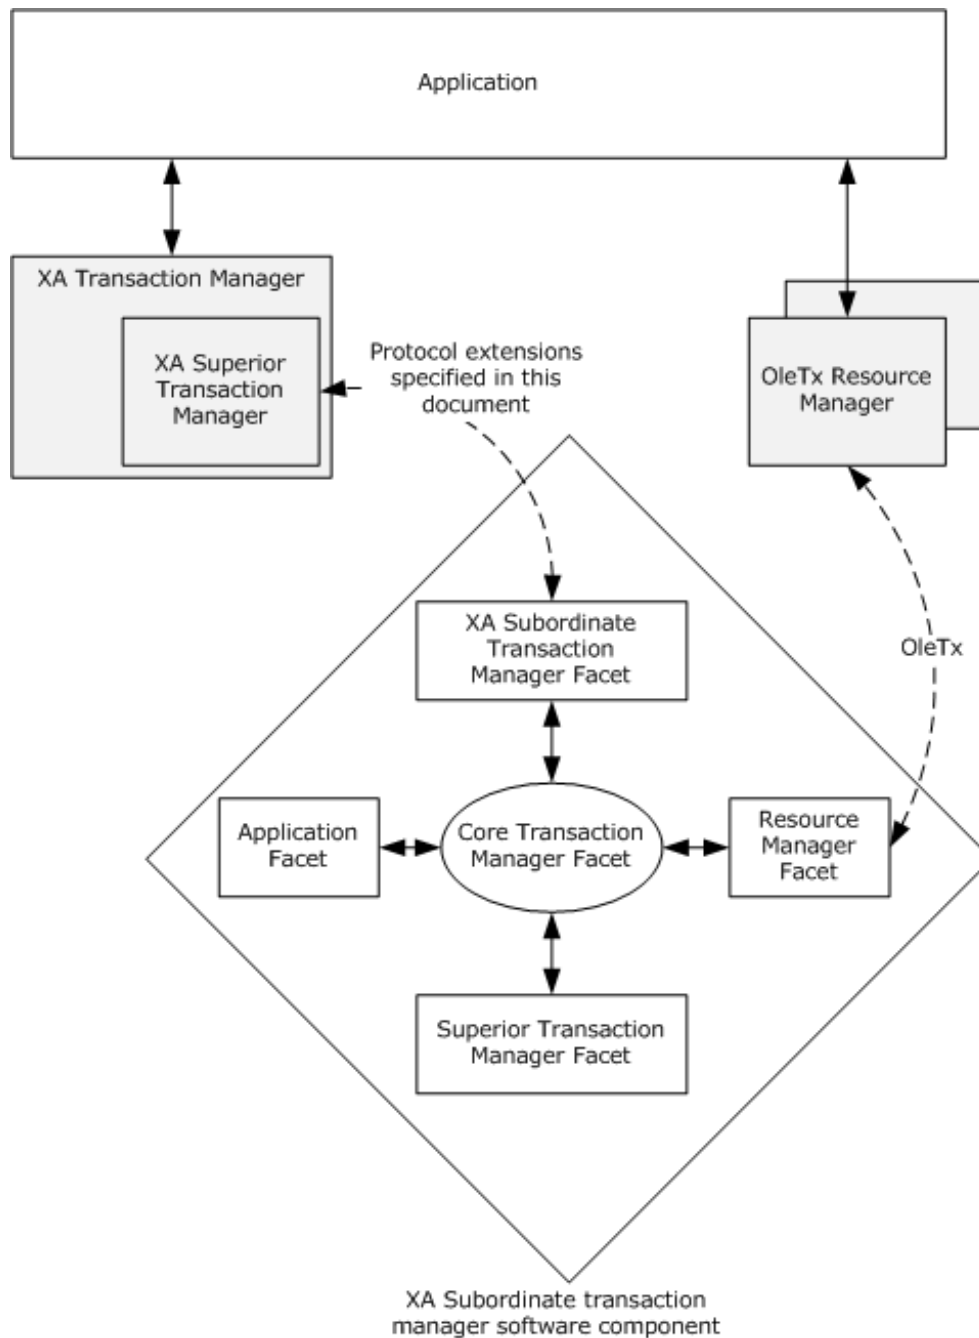 Application
XA Transaction Manager
XA Superior
Transaction
Manager
Protocol extensions
specified in this
document
OleTx Resource
Manager
XA Subordinate
Transaction
Manager Facet
OleTx
Application
Facet
Core Transaction
Manager Facet
Resource
Manager
Facet
Superior Transaction
Manager Facet
XA Subordinate transaction
manager software component